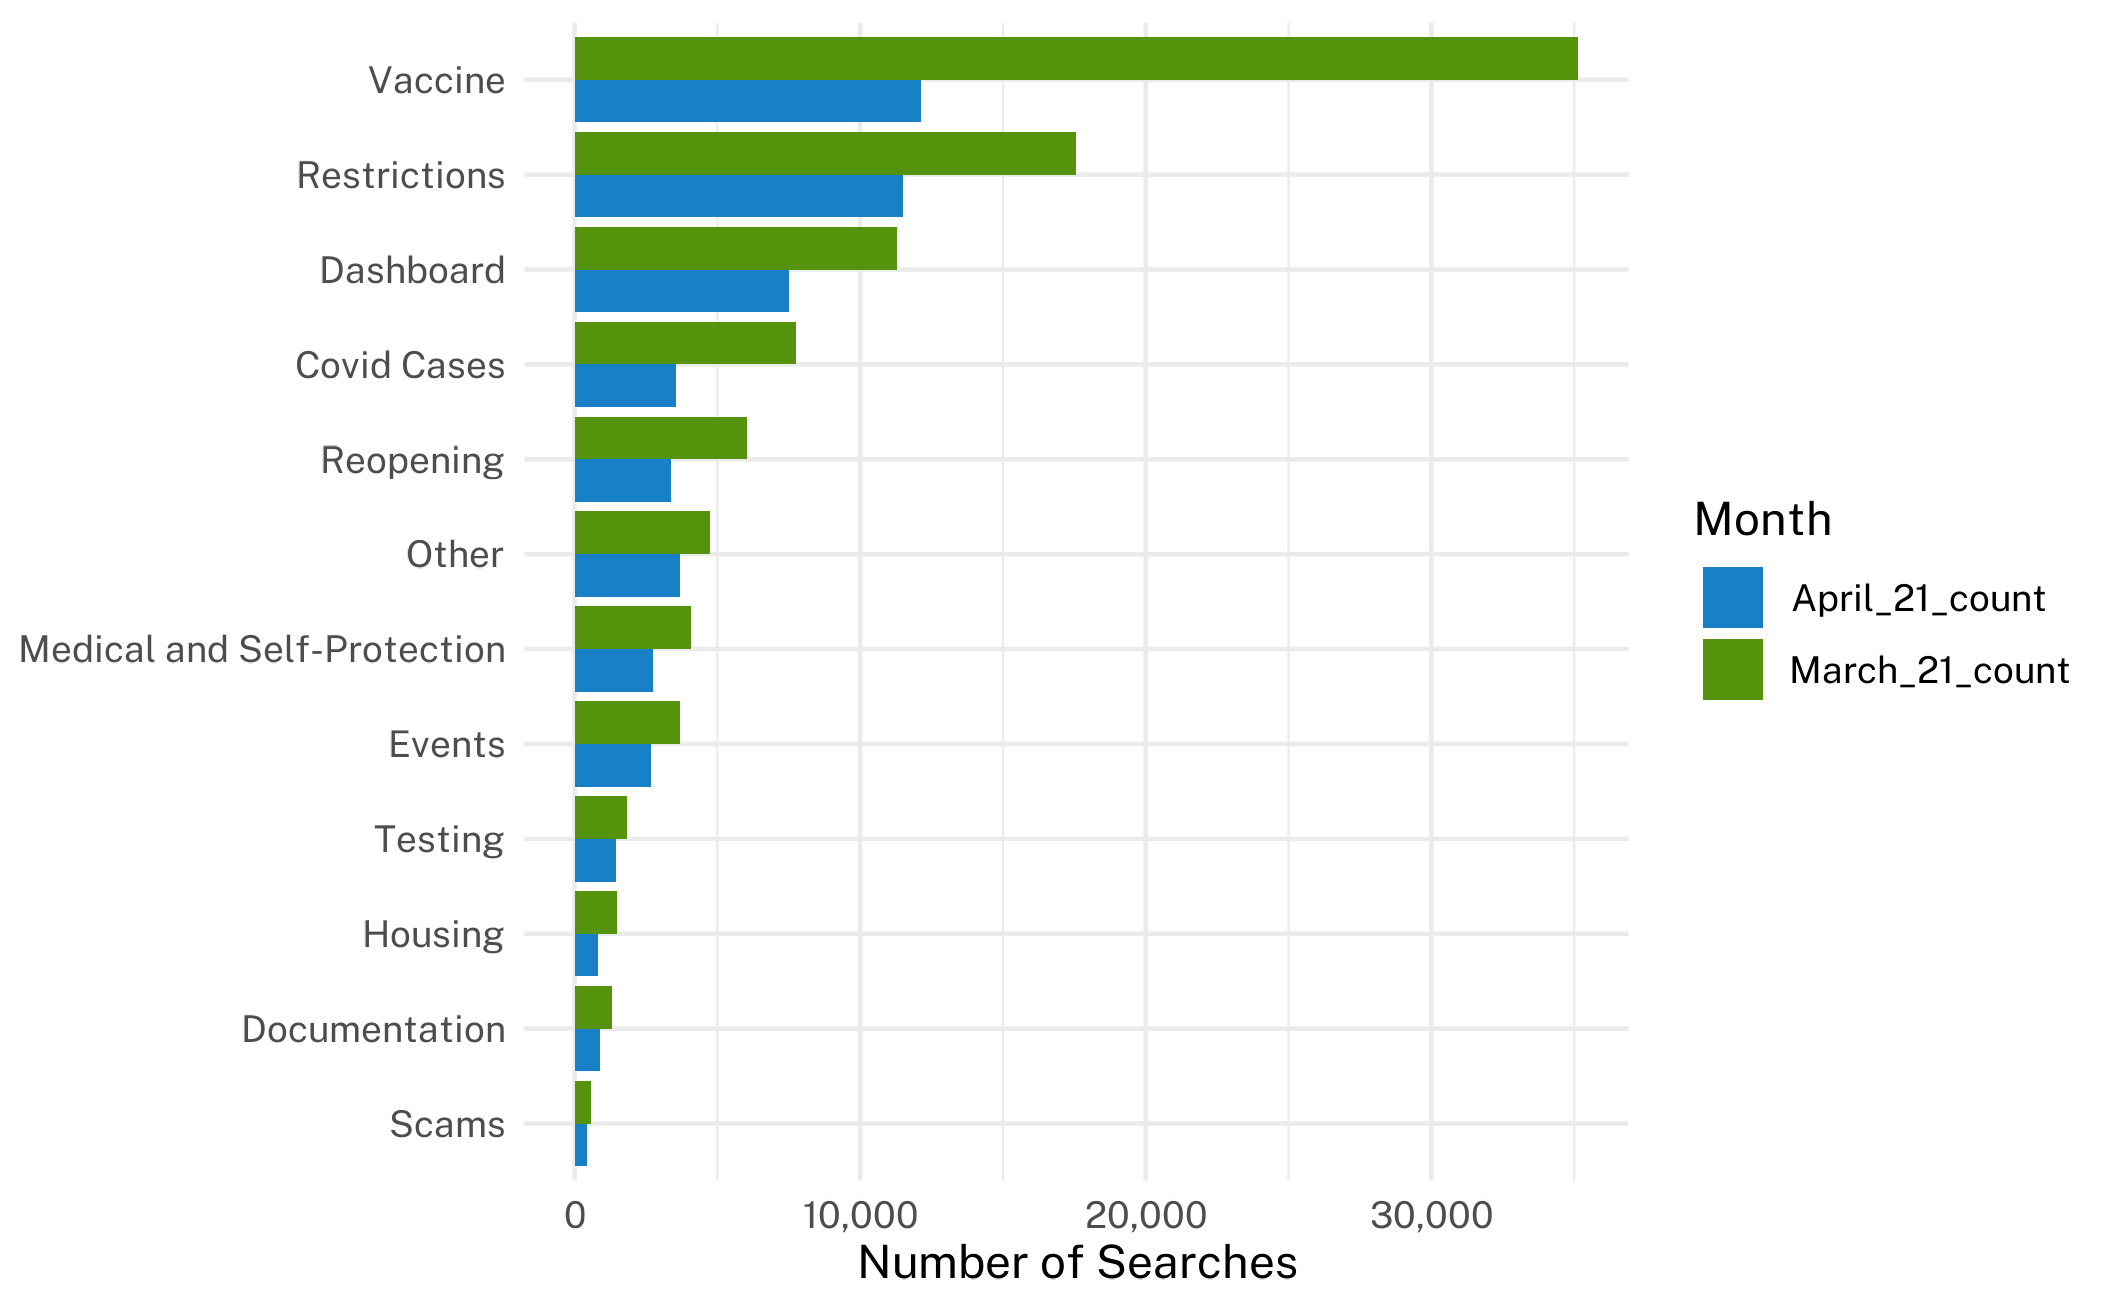 Vaccine
Restrictions
Dashboard
Covid Cases
Reopening
Other
Medical and Self-Protection
Events
Testing
Housing
Documentation
Scams
0 10,000 20,000 30,000
Number of Searches
Month
April_21_count
March_21_count